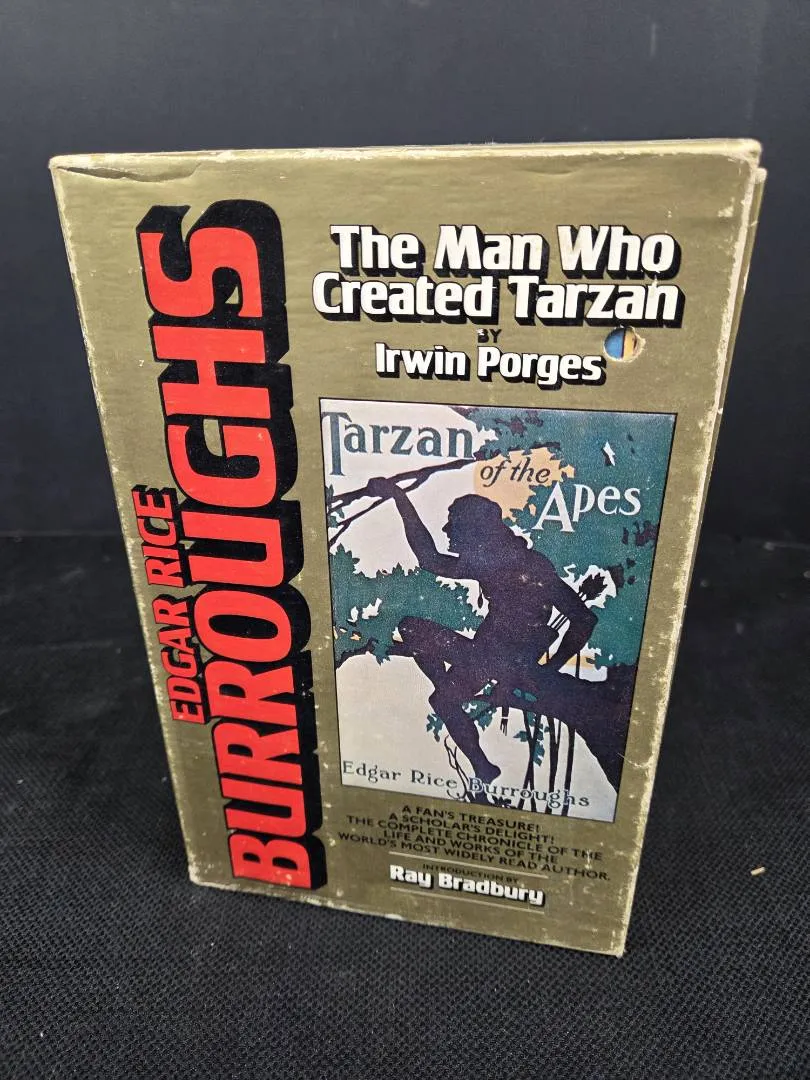 EDGAR RICE
BURROUGHS
The Man Who
Created Tarzan
BY
Irwin Porges
Tarzan
of the
Apes
Edgar Rice Burroughs
A FAN'S TREASURE!
A SCHOLAR'S DELIGHT!
THE COMPLETE CHRONICLE OF THE
LIFE AND WORKS OF THE
WORLD'S MOST WIDELY READ AUTHOR.
INTRODUCTION BY
Ray Bradbury